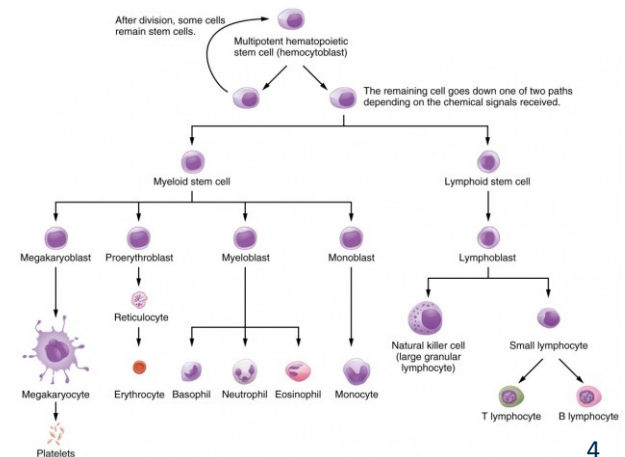 After division, some cells
remain stem cells.
Multipotent hematopoietic
stem cell (hemocytoblast)
The remaining cell goes down one of two paths
depending on the chemical signals received.
Myeloid stem cell
Lymphoid stem cell
Megakaryoblast
Proerythroblast
Myeloblast
Monoblast
Lymphoblast
Reticulocyte
Natural killer cell
(large granular
lymphocyte)
Small lymphocyte
Megakaryocyte
Erythrocyte
Basophil
Neutrophil
Eosinophil
Monocyte
T lymphocyte
B lymphocyte
Platelets
4